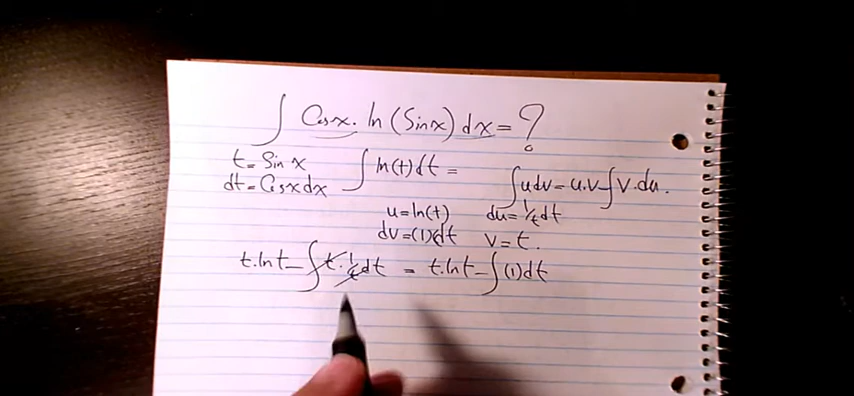 ∫ Cosx. ln(Sinx) dx = ?
t = Sin x
dt = Cosx dx
∫ ln(t) dt =
∫ u dv = u.v - ∫ v.du.
u = ln(t) du = 1/t dt
dv = (1) dt v = t.
t.ln t - ∫ t. 1/t dt = t.ln t - ∫ (1) dt